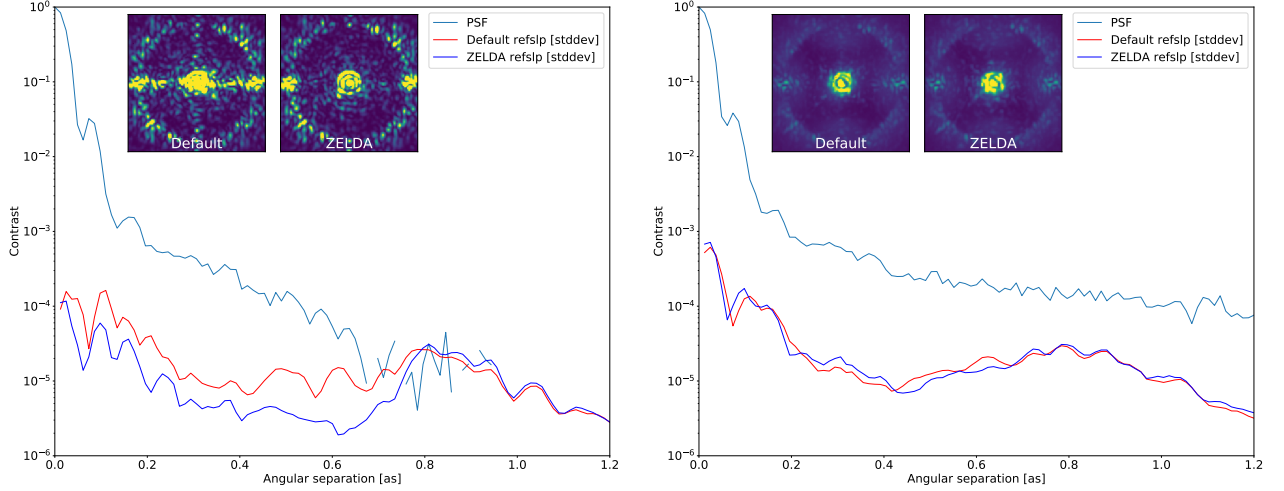 10^0
10^-1
10^-2
10^-3
10^-4
10^-5
10^-6
Contrast
0.0 0.2 0.4 0.6 0.8 1.0 1.2
Angular separation [as]
PSF
Default refslp [stddev]
ZELDA refslp [stddev]
Default
ZELDA
10^0
10^-1
10^-2
10^-3
10^-4
10^-5
10^-6
Contrast
0.0 0.2 0.4 0.6 0.8 1.0 1.2
Angular separation [as]
PSF
Default refslp [stddev]
ZELDA refslp [stddev]
Default
ZELDA